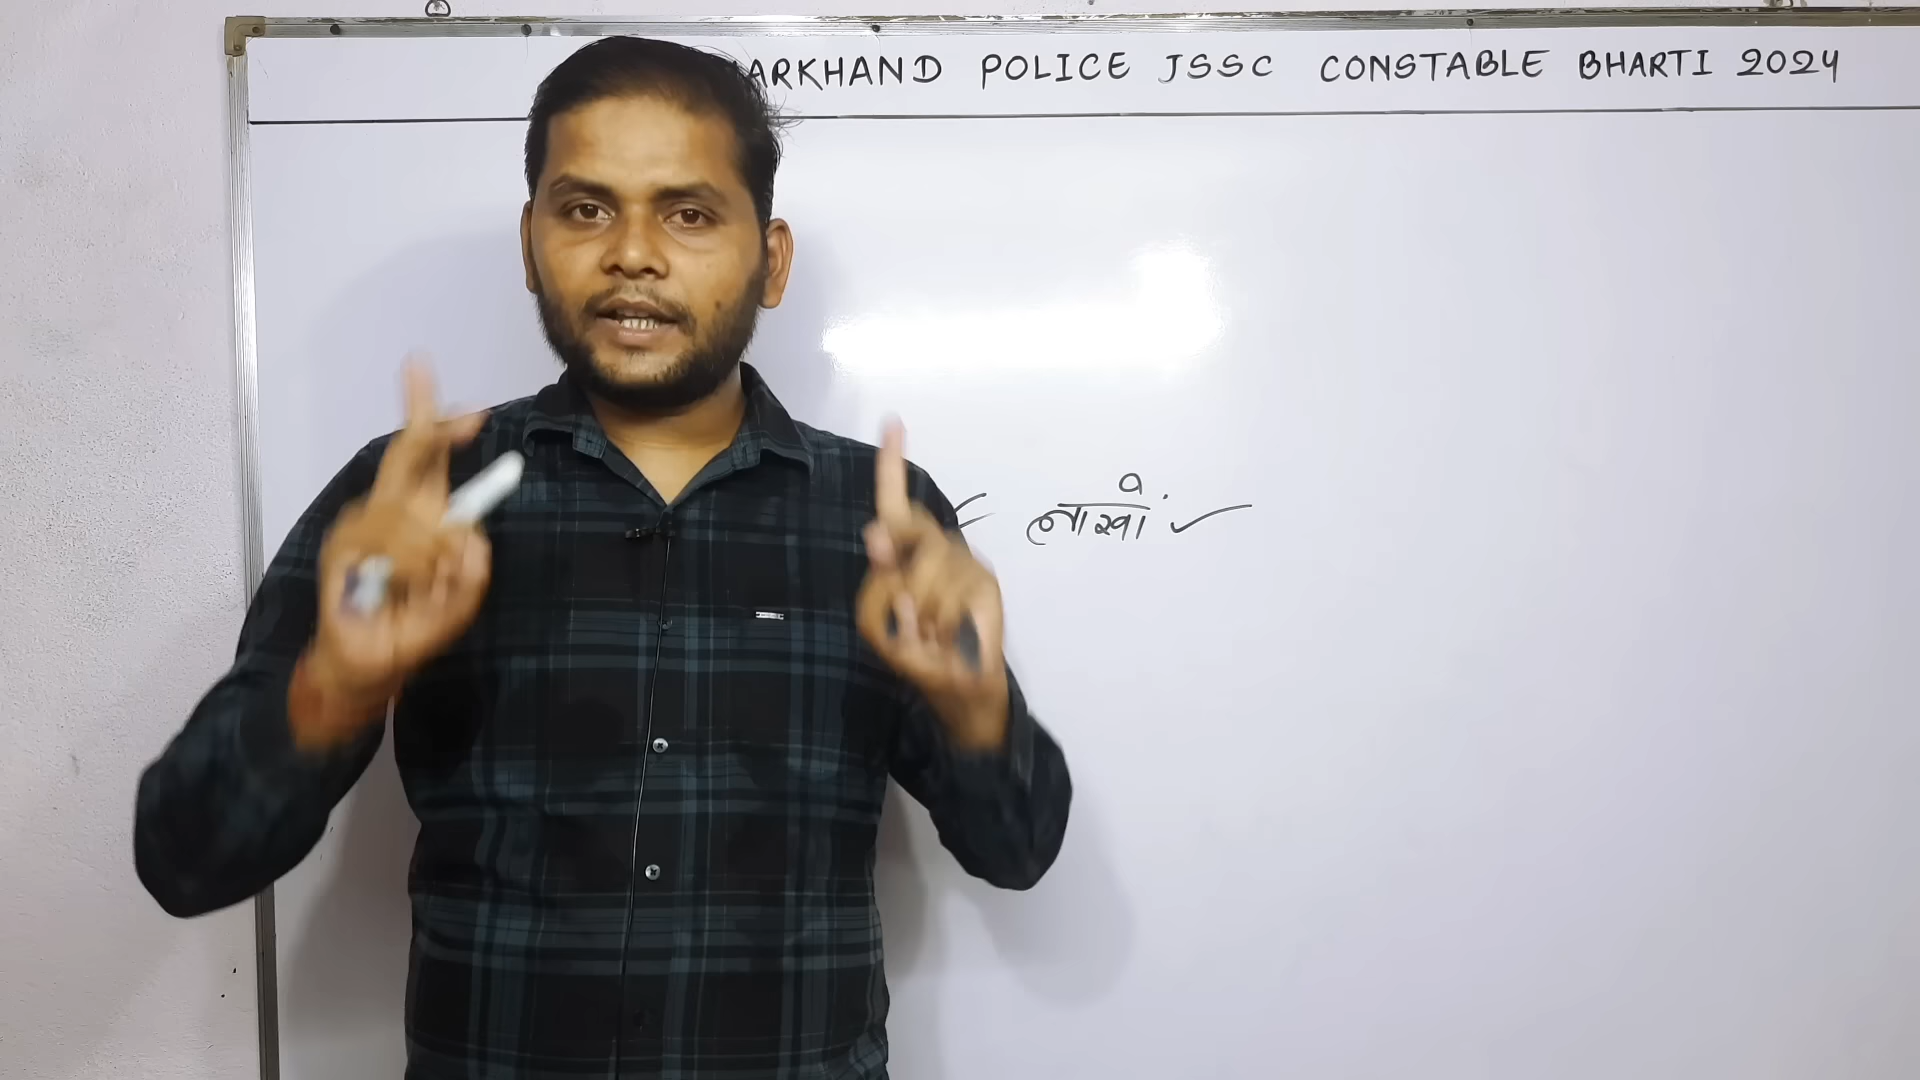 ARKHAND POLICE JSSC CONSTABLE BHARTI 2024
लाखों